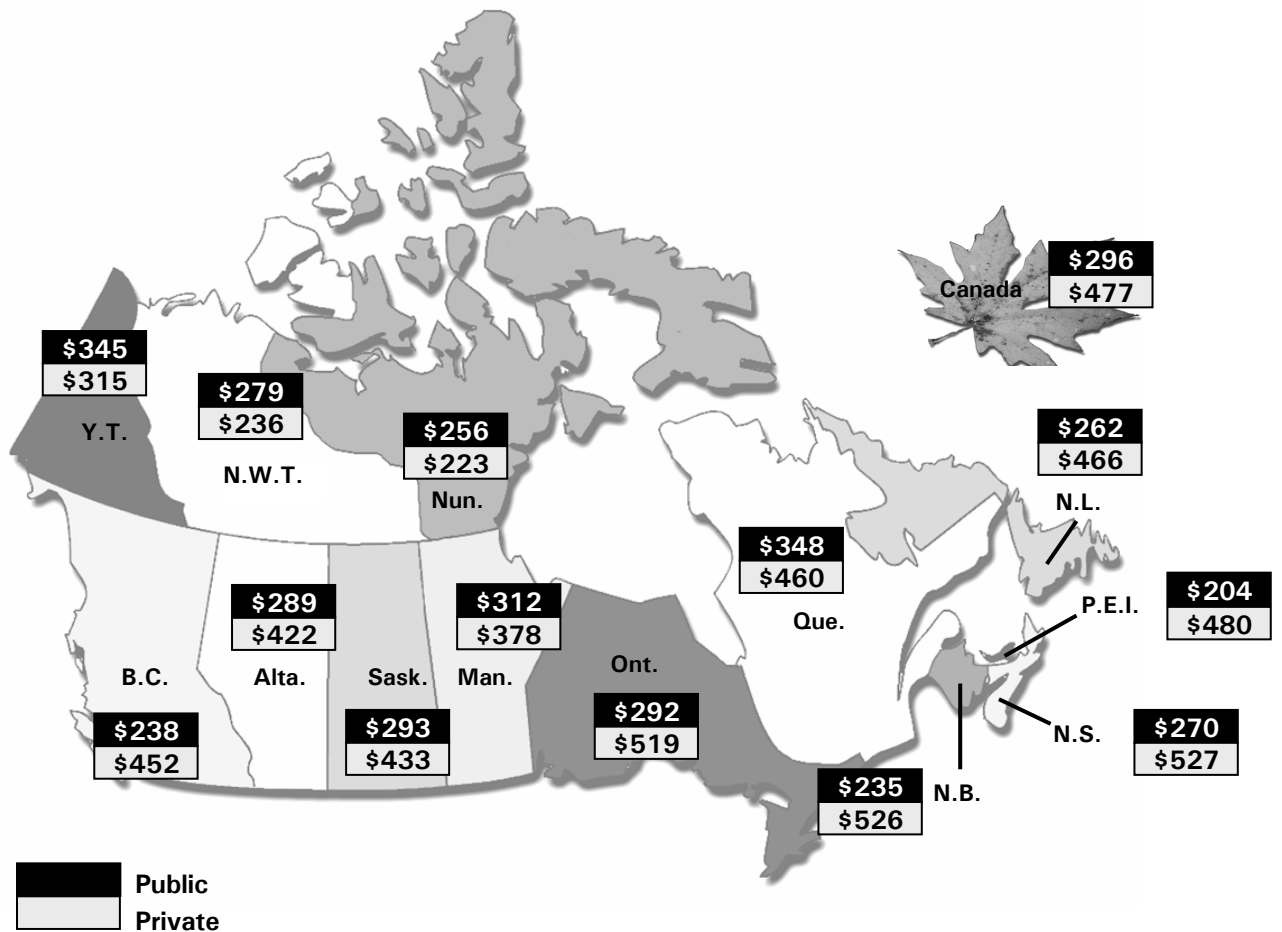 $296
Canada
$477
$345
$315
Y.T.
$279
$236
N.W.T.
$256
$223
Nun.
$262
$466
N.L.
$348
$460
Que.
$204
P.E.I.
$480
$289
$422
Alta.
$312
$378
Man.
B.C.
$238
$452
Sask.
$293
$433
Ont.
$292
$519
N.S.
$270
$527
$235
N.B.
$526
Public
Private